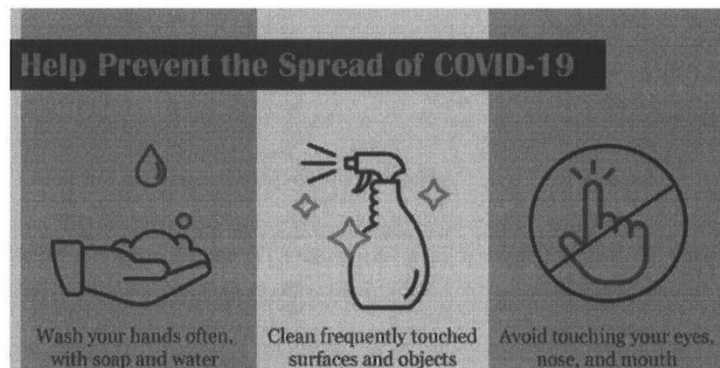 Help Prevent the Spread of COVID-19
Wash your hands often,
with soap and water
Clean frequently touched
surfaces and objects
Avoid touching your eyes,
nose, and mouth